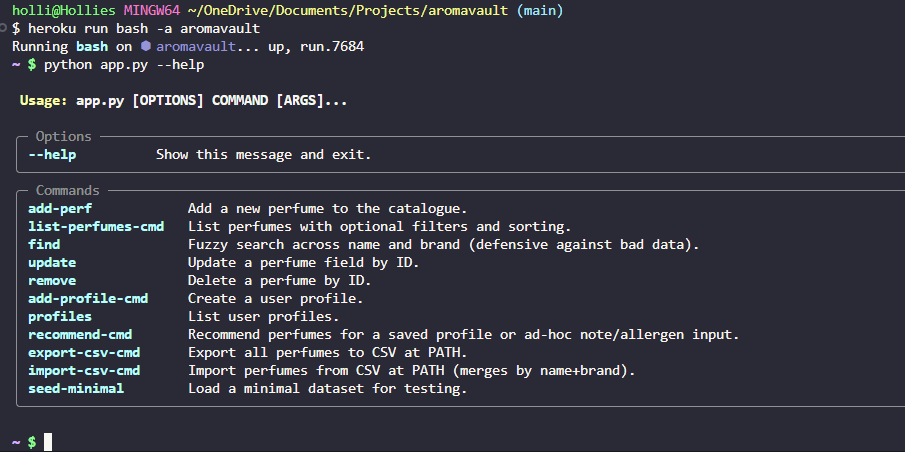 holli@Hollies MINGW64 ~/OneDrive/Documents/Projects/aromavault (main)
$ heroku run bash -a aromavault
Running bash on ⬢ aromavault... up, run.7684
~ $ python app.py --help
Usage: app.py [OPTIONS] COMMAND [ARGS]...
Options
--help Show this message and exit.
Commands
add-perf Add a new perfume to the catalogue.
list-perfumes-cmd List perfumes with optional filters and sorting.
find Fuzzy search across name and brand (defensive against bad data).
update Update a perfume field by ID.
remove Delete a perfume by ID.
add-profile-cmd Create a user profile.
profiles List user profiles.
recommend-cmd Recommend perfumes for a saved profile or ad-hoc note/allergen input.
export-csv-cmd Export all perfumes to CSV at PATH.
import-csv-cmd Import perfumes from CSV at PATH (merges by name+brand).
seed-minimal Load a minimal dataset for testing.
~ $